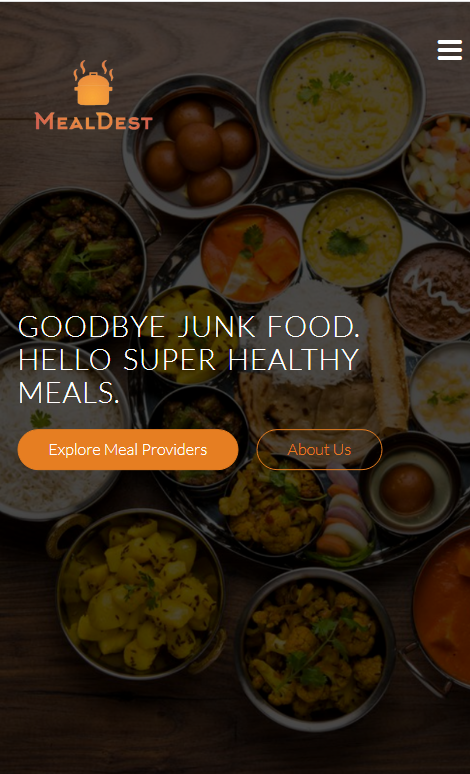 MEALDEST
GOODBYE JUNK FOOD.
HELLO SUPER HEALTHY
MEALS.
Explore Meal Providers
About Us